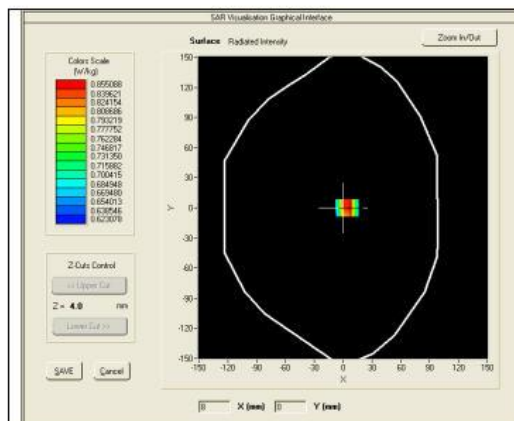 SAR Visualisation Graphical Interface
Surface Radiated Intensity
Zoom In/Out
Colors Scale
(W/kg)
0.855088
0.839621
0.824154
0.808686
0.793219
0.777752
0.762284
0.746817
0.731350
0.715882
0.700415
0.684948
0.669480
0.654013
0.638546
0.623078
150
120
90
60
30
0
-30
-60
-90
-120
-150
Y
-150 -120 -90 -60 -30 0 30 60 90 120 150
X
Z-Cuts Control
<< Upper Cut
Z = 4.0 mm
Lower Cut >>
SAVE Cancel
8 X (mm) 0 Y (mm)